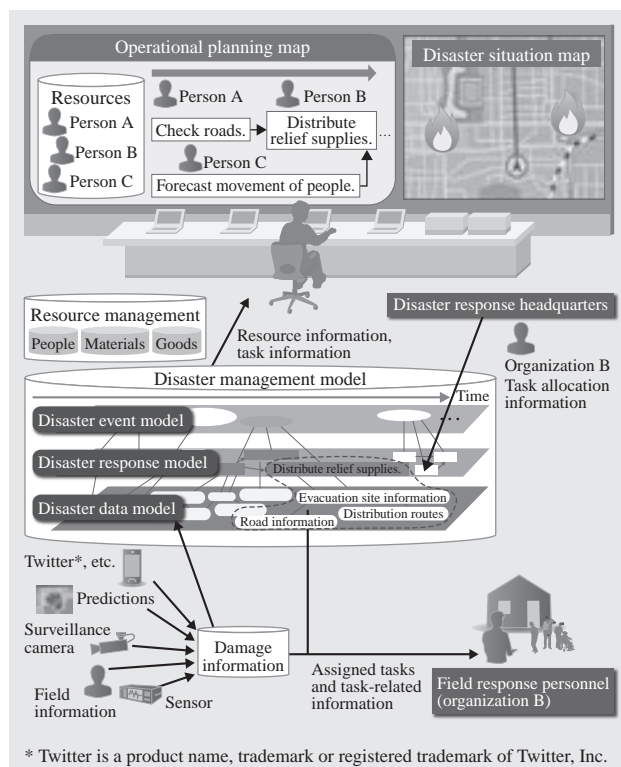 Operational planning map
Disaster situation map
Resources
Person A
Person B
Person C
Person A
Person B
Check roads.
Distribute
relief supplies.
...
Person C
Forecast movement of people.
Resource management
People
Materials
Goods
Resource information,
task information
Disaster response headquarters
Organization B
Task allocation
information
Disaster management model
Time
Disaster event model
...
Disaster response model
Distribute relief supplies.
Disaster data model
Evacuation site information
Road information
Distribution routes
Twitter*, etc.
Predictions
Surveillance
camera
Field
information
Sensor
Damage
information
Assigned tasks
and task-related
information
Field response personnel
(organization B)
* Twitter is a product name, trademark or registered trademark of Twitter, Inc.